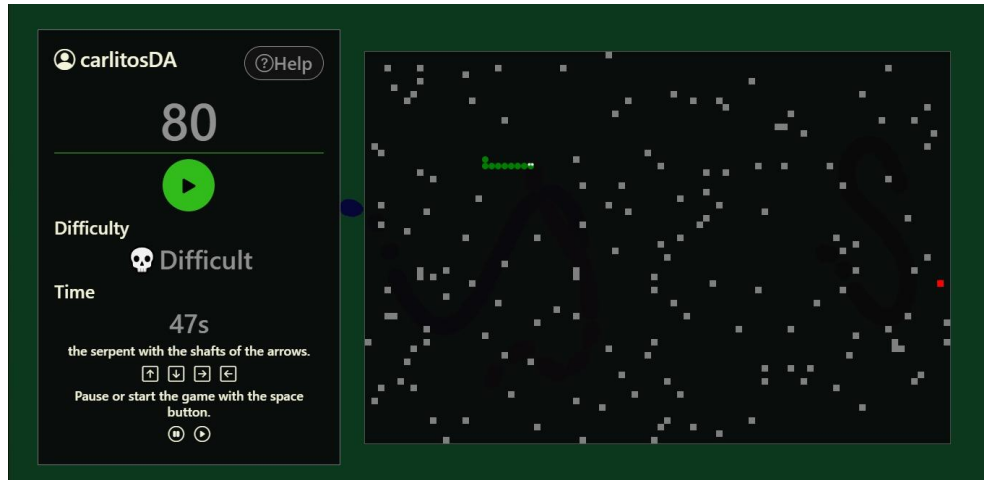 carlitosDA
Help
80
Difficulty
Difficult
Time
47s
the serpent with the shafts of the arrows.
Pause or start the game with the space
button.